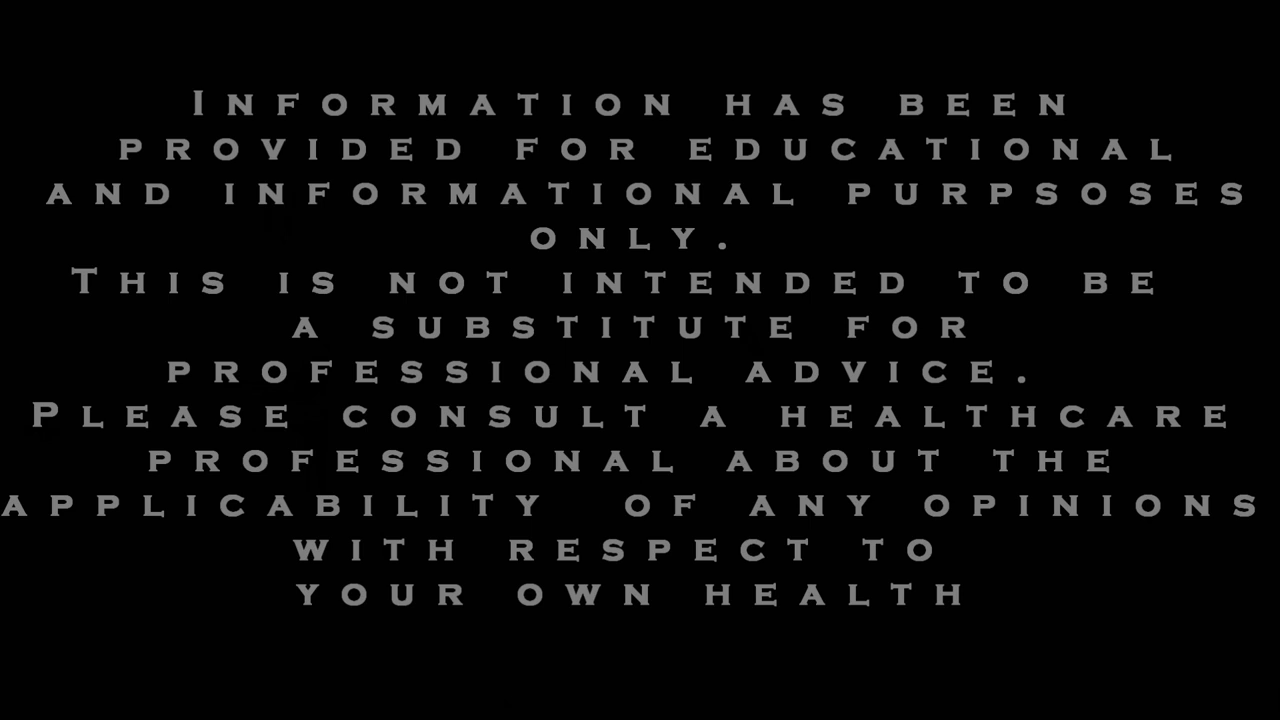 Information has been
provided for educational
and informational purpsoses
only.
This is not intended to be
a substitute for
professional advice.
Please consult a healthcare
professional about the
applicability of any opinions
with respect to
your own health